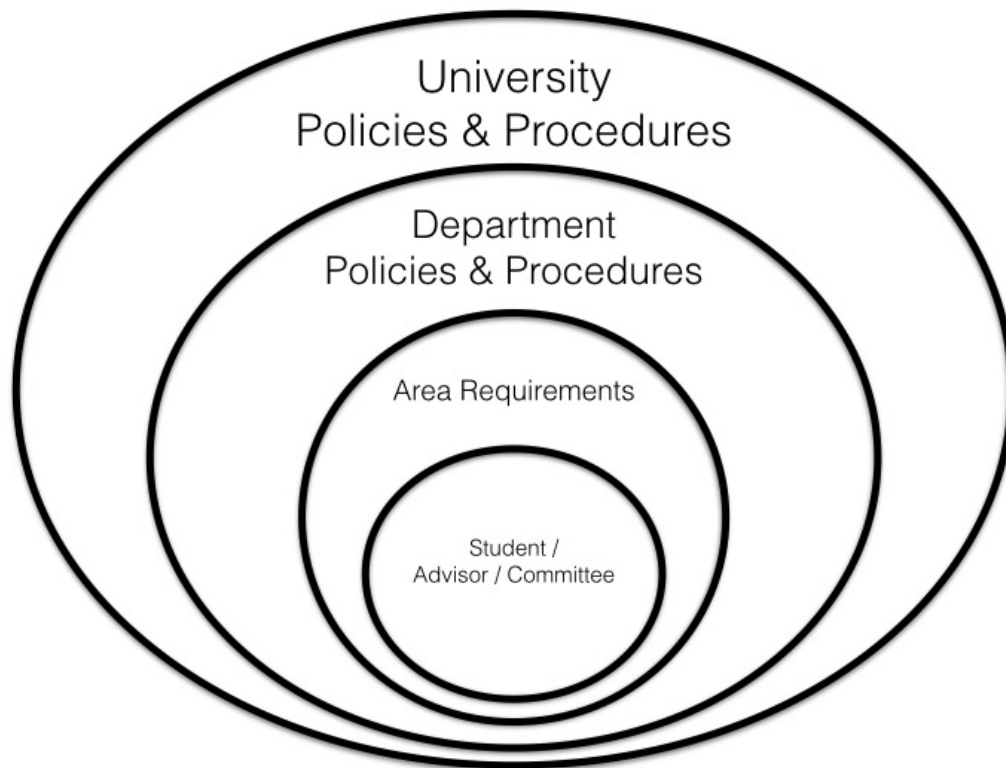 University
Policies & Procedures
Department
Policies & Procedures
Area Requirements
Student /
Advisor / Committee